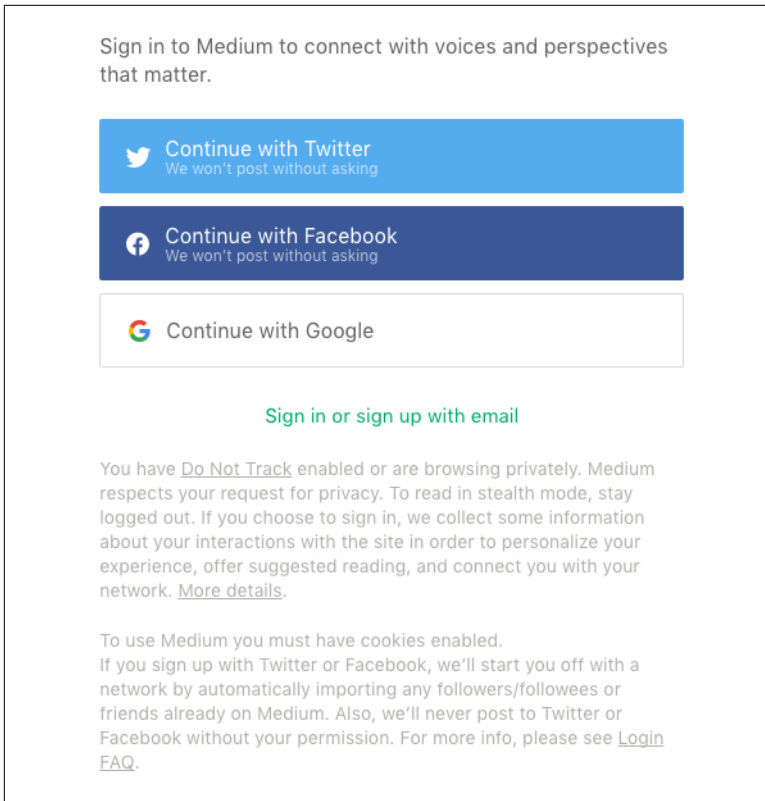 Sign in to Medium to connect with voices and perspectives
that matter.
Continue with Twitter
We won't post without asking
Continue with Facebook
We won't post without asking
Continue with Google
Sign in or sign up with email
You have Do Not Track enabled or are browsing privately. Medium
respects your request for privacy. To read in stealth mode, stay
logged out. If you choose to sign in, we collect some information
about your interactions with the site in order to personalize your
experience, offer suggested reading, and connect you with your
network. More details.
To use Medium you must have cookies enabled.
If you sign up with Twitter or Facebook, we’ll start you off with a
network by automatically importing any followers/followees or
friends already on Medium. Also, we’ll never post to Twitter or
Facebook without your permission. For more info, please see Login
FAQ.